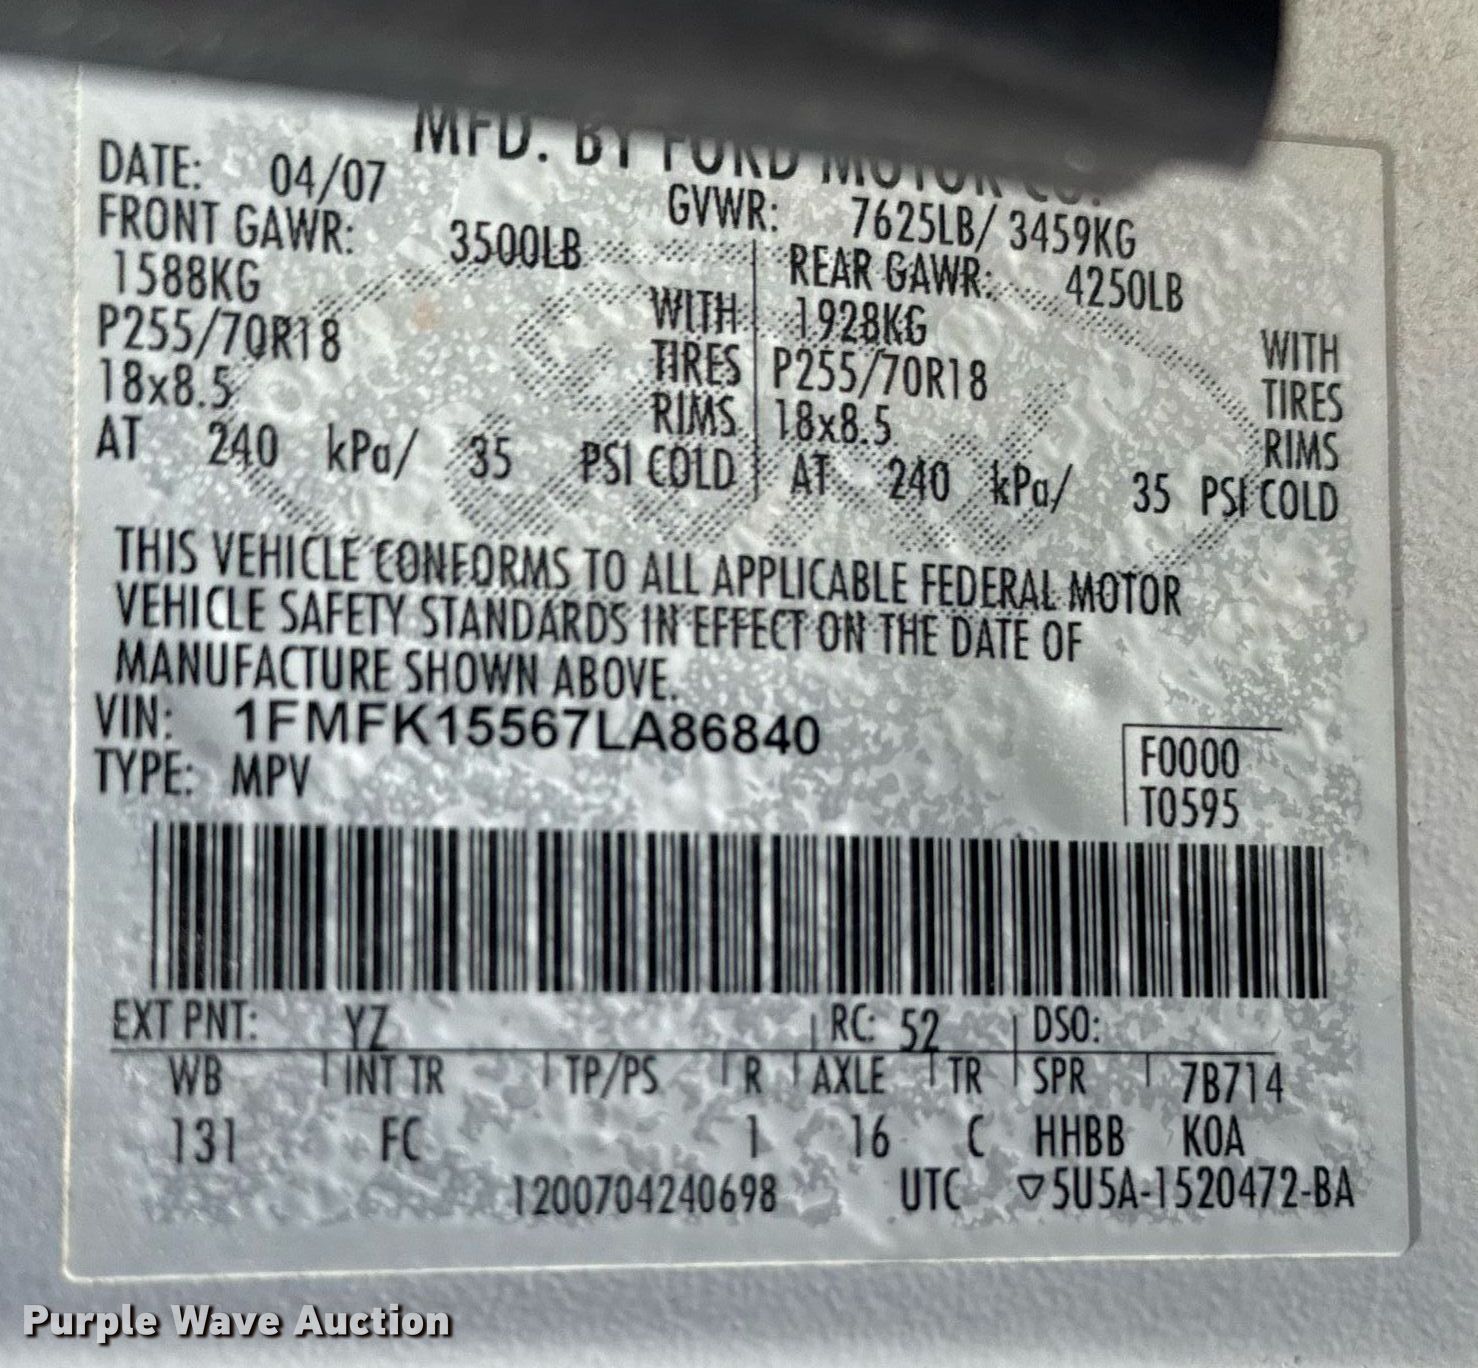 MFD. BY FORD MOTOR CO.
DATE: 04/07 GVWR: 7625LB/ 3459KG
FRONT GAWR: 3500LB REAR GAWR: 4250LB
1588KG WITH 1928KG WITH
P255/70R18 TIRES P255/70R18 TIRES
18x8.5 RIMS 18x8.5 RIMS
AT 240 kPa/ 35 PSI COLD AT 240 kPa/ 35 PSI COLD
THIS VEHICLE CONFORMS TO ALL APPLICABLE FEDERAL MOTOR
VEHICLE SAFETY STANDARDS IN EFFECT ON THE DATE OF
MANUFACTURE SHOWN ABOVE.
VIN: 1FMFK15567LA86840
TYPE: MPV
F0000
T0595
EXT PNT: YZ RC: 52 DSO:
WB INT TR TP/PS R AXLE TR SPR 7B714
131 FC 1 16 C HHBB KOA
1200704240698 UTC ▽5U5A-1520472-BA
Purple Wave Auction